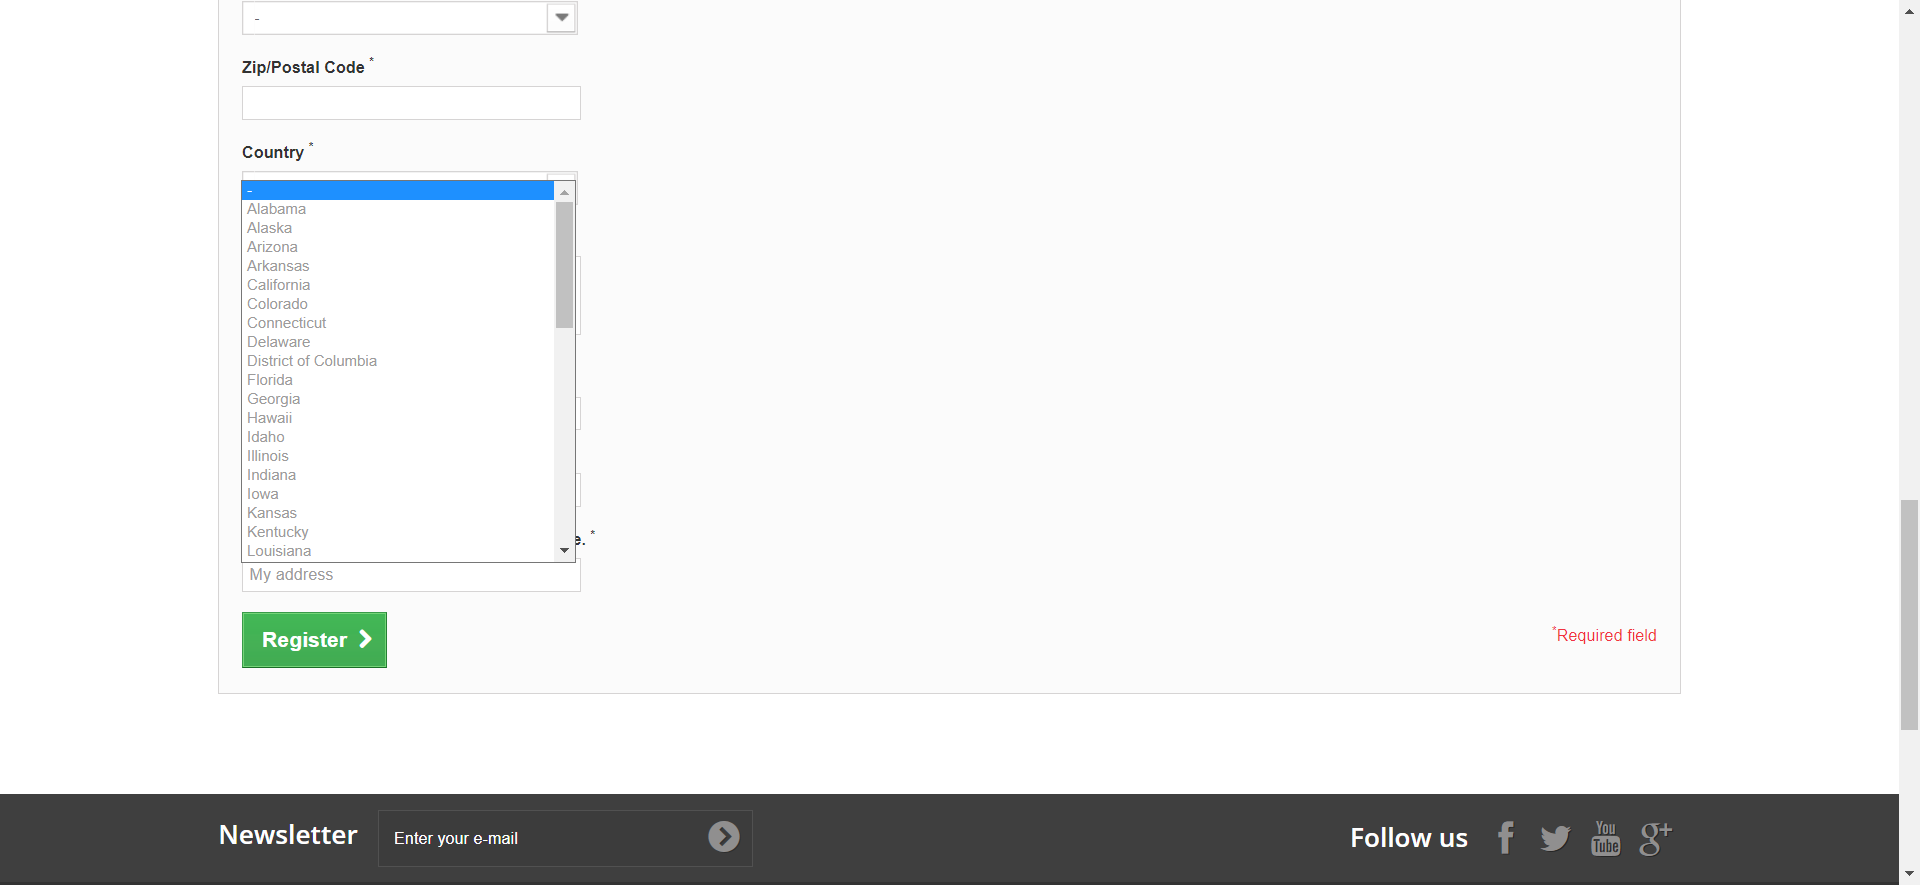 -
Zip/Postal Code *
Country *
-
Alabama
Alaska
Arizona
Arkansas
California
Colorado
Connecticut
Delaware
District of Columbia
Florida
Georgia
Hawaii
Idaho
Illinois
Indiana
Iowa
Kansas
Kentucky
Louisiana
e. *
My address
Register
*Required field
Newsletter
Enter your e-mail
Follow us
You Tube
g+